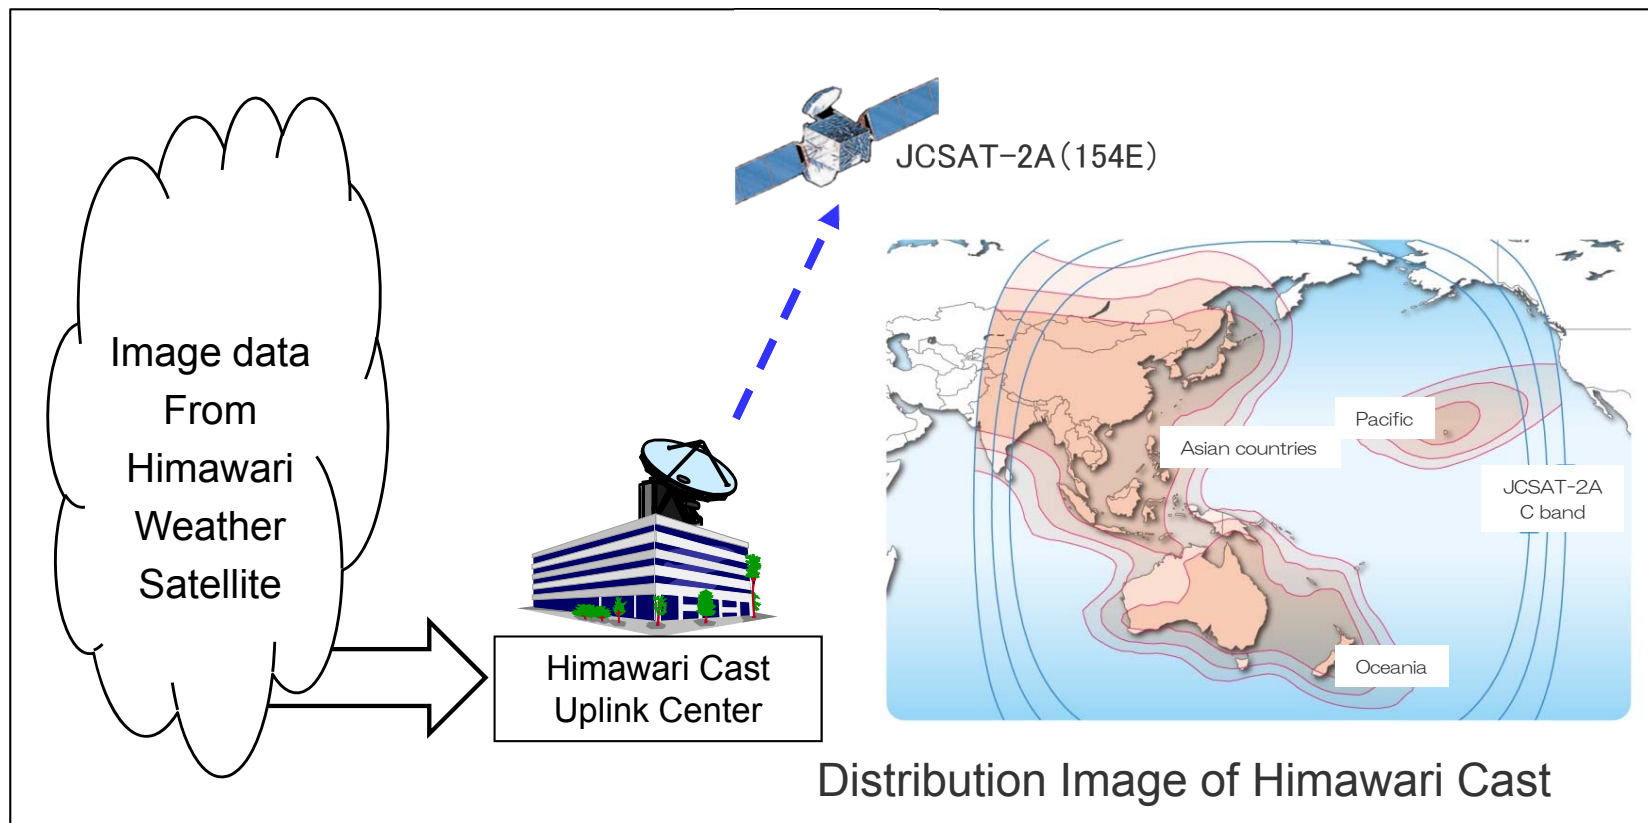 Image data
From
Himawari
Weather
Satellite
Himawari Cast
Uplink Center
JCSAT-2A(154E)
Pacific
Asian countries
JCSAT-2A
C band
Oceania
Distribution Image of Himawari Cast